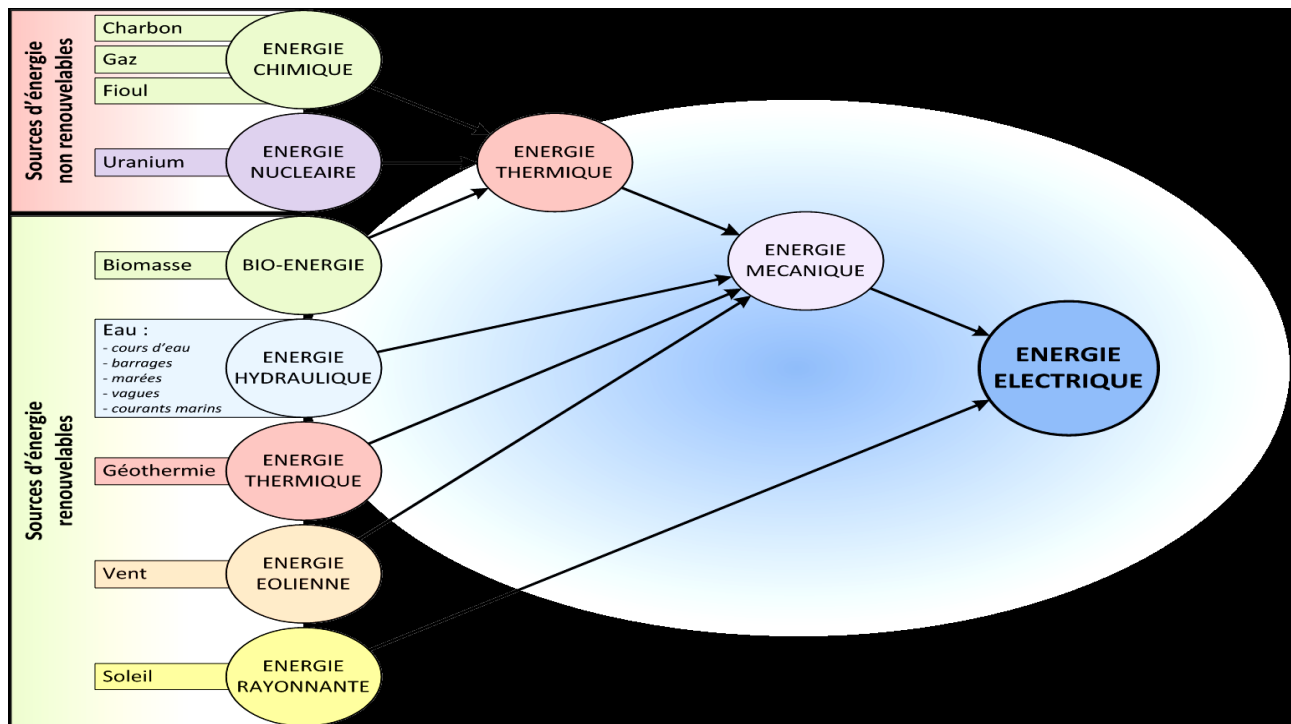 Sources d'énergie
non renouvelables
Charbon
Gaz
Fioul
ENERGIE
CHIMIQUE
Uranium
ENERGIE
NUCLEAIRE
ENERGIE
THERMIQUE
Sources d'énergie
renouvelables
Biomasse
BIO-ENERGIE
ENERGIE
MECANIQUE
Eau :
- cours d'eau
- barrages
- marées
- vagues
- courants marins
ENERGIE
HYDRAULIQUE
ENERGIE
ELECTRIQUE
Géothermie
ENERGIE
THERMIQUE
Vent
ENERGIE
EOLIENNE
Soleil
ENERGIE
RAYONNANTE